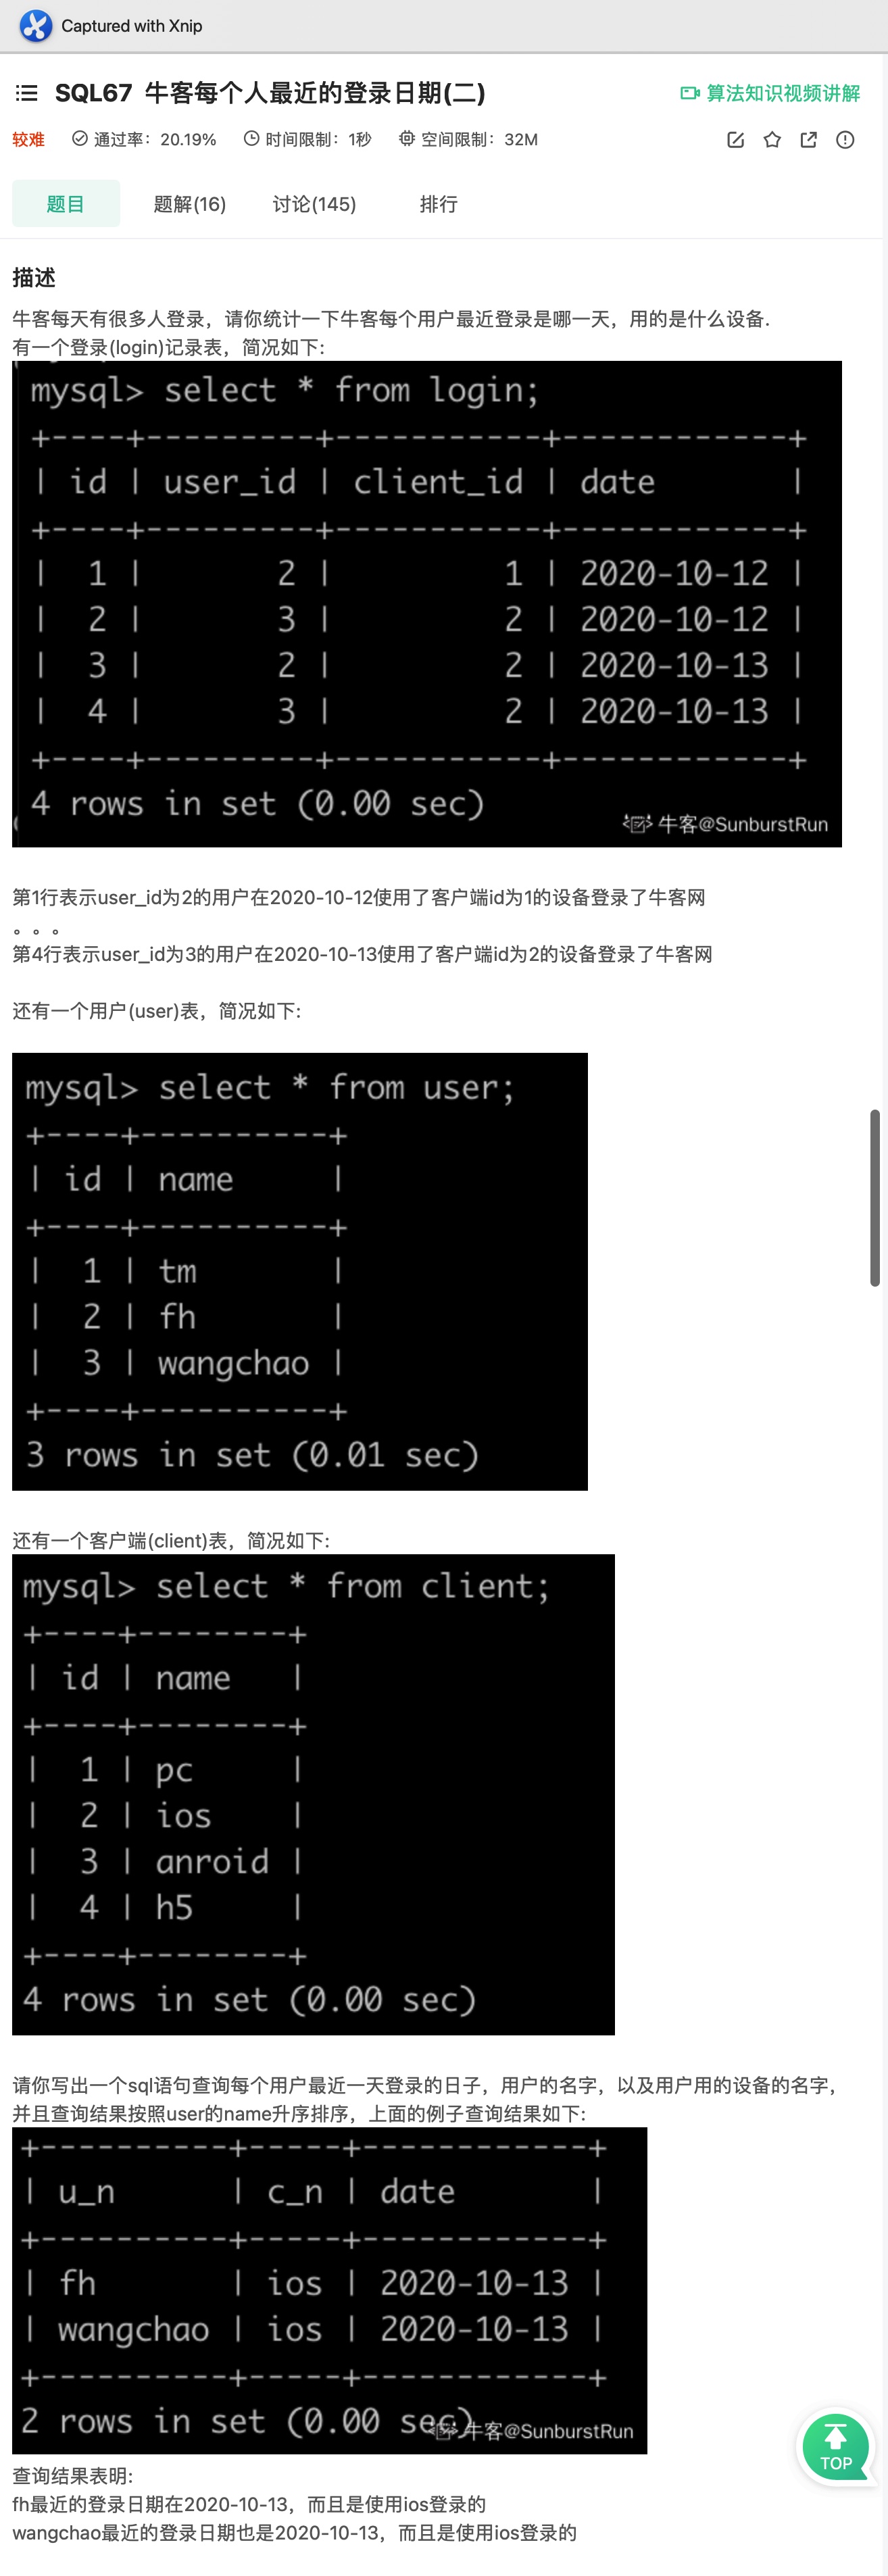 Captured with Xnip
SQL67 牛客每个人最近的登录日期(二)
算法知识视频讲解
较难 通过率：20.19% 时间限制：1秒 空间限制：32M
题目 题解(16) 讨论(145) 排行
描述
牛客每天有很多人登录，请你统计一下牛客每个用户最近登录是哪一天，用的是什么设备.
有一个登录(login)记录表，简况如下:
mysql> select * from login;
+----+---------+-----------+------------+
| id | user_id | client_id | date       |
+----+---------+-----------+------------+
|  1 |       2 |         1 | 2020-10-12 |
|  2 |       3 |         2 | 2020-10-12 |
|  3 |       2 |         2 | 2020-10-13 |
|  4 |       3 |         2 | 2020-10-13 |
+----+---------+-----------+------------+
4 rows in set (0.00 sec)
牛客@SunburstRun
第1行表示user_id为2的用户在2020-10-12使用了客户端id为1的设备登录了牛客网
。。。
第4行表示user_id为3的用户在2020-10-13使用了客户端id为2的设备登录了牛客网
还有一个用户(user)表，简况如下:
mysql> select * from user;
+----+----------+
| id | name     |
+----+----------+
|  1 | tm       |
|  2 | fh       |
|  3 | wangchao |
+----+----------+
3 rows in set (0.01 sec)
还有一个客户端(client)表，简况如下:
mysql> select * from client;
+----+--------+
| id | name   |
+----+--------+
|  1 | pc     |
|  2 | ios    |
|  3 | anroid |
|  4 | h5     |
+----+--------+
4 rows in set (0.00 sec)
请你写出一个sql语句查询每个用户最近一天登录的日子，用户的名字，以及用户用的设备的名字，
并且查询结果按照user的name升序排序，上面的例子查询结果如下:
+----------+-----+------------+
| u_n      | c_n | date       |
+----------+-----+------------+
| fh       | ios | 2020-10-13 |
| wangchao | ios | 2020-10-13 |
+----------+-----+------------+
2 rows in set (0.00 sec)
牛客@SunburstRun
TOP
查询结果表明:
fh最近的登录日期在2020-10-13，而且是使用ios登录的
wangchao最近的登录日期也是2020-10-13，而且是使用ios登录的